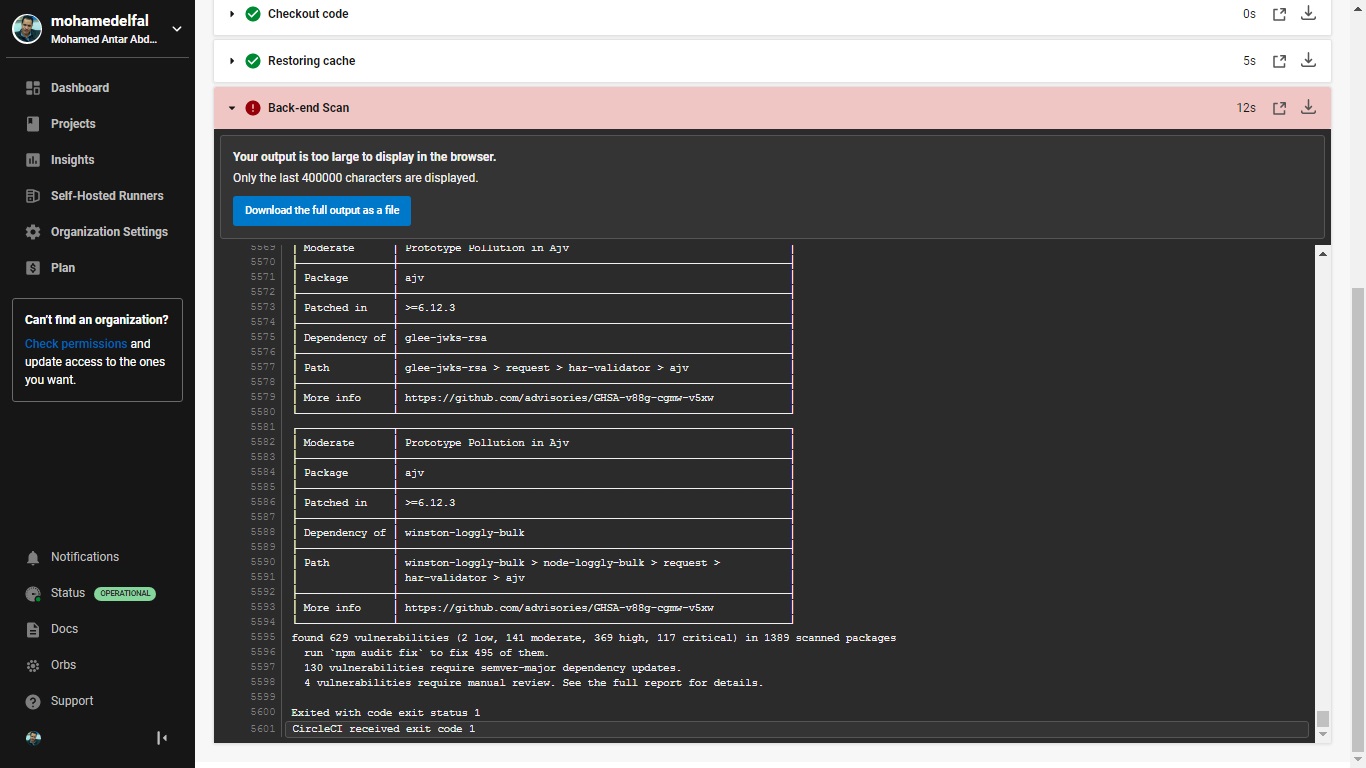 mohamedelfal
Mohamed Antar Abd...
Dashboard
Projects
Insights
Self-Hosted Runners
Organization Settings
Plan
Can't find an organization?
Check permissions and
update access to the ones
you want.
Notifications
Status OPERATIONAL
Docs
Orbs
Support
Checkout code 0s
Restoring cache 5s
Back-end Scan 12s
Your output is too large to display in the browser.
Only the last 400000 characters are displayed.
Download the full output as a file
5569 Moderate Prototype Pollution in Ajv
5570
5571 Package ajv
5572
5573 Patched in >=6.12.3
5574
5575 Dependency of glee-jwks-rsa
5576
5577 Path glee-jwks-rsa > request > har-validator > ajv
5578
5579 More info https://github.com/advisories/GHSA-v88g-cgmw-v5xw
5580
5581
5582 Moderate Prototype Pollution in Ajv
5583
5584 Package ajv
5585
5586 Patched in >=6.12.3
5587
5588 Dependency of winston-loggly-bulk
5589
5590 Path winston-loggly-bulk > node-loggly-bulk > request >
5591 har-validator > ajv
5592
5593 More info https://github.com/advisories/GHSA-v88g-cgmw-v5xw
5594
5595 found 629 vulnerabilities (2 low, 141 moderate, 369 high, 117 critical) in 1389 scanned packages
5596 run `npm audit fix` to fix 495 of them.
5597 130 vulnerabilities require semver-major dependency updates.
5598 4 vulnerabilities require manual review. See the full report for details.
5599
5600 Exited with code exit status 1
5601 CircleCI received exit code 1